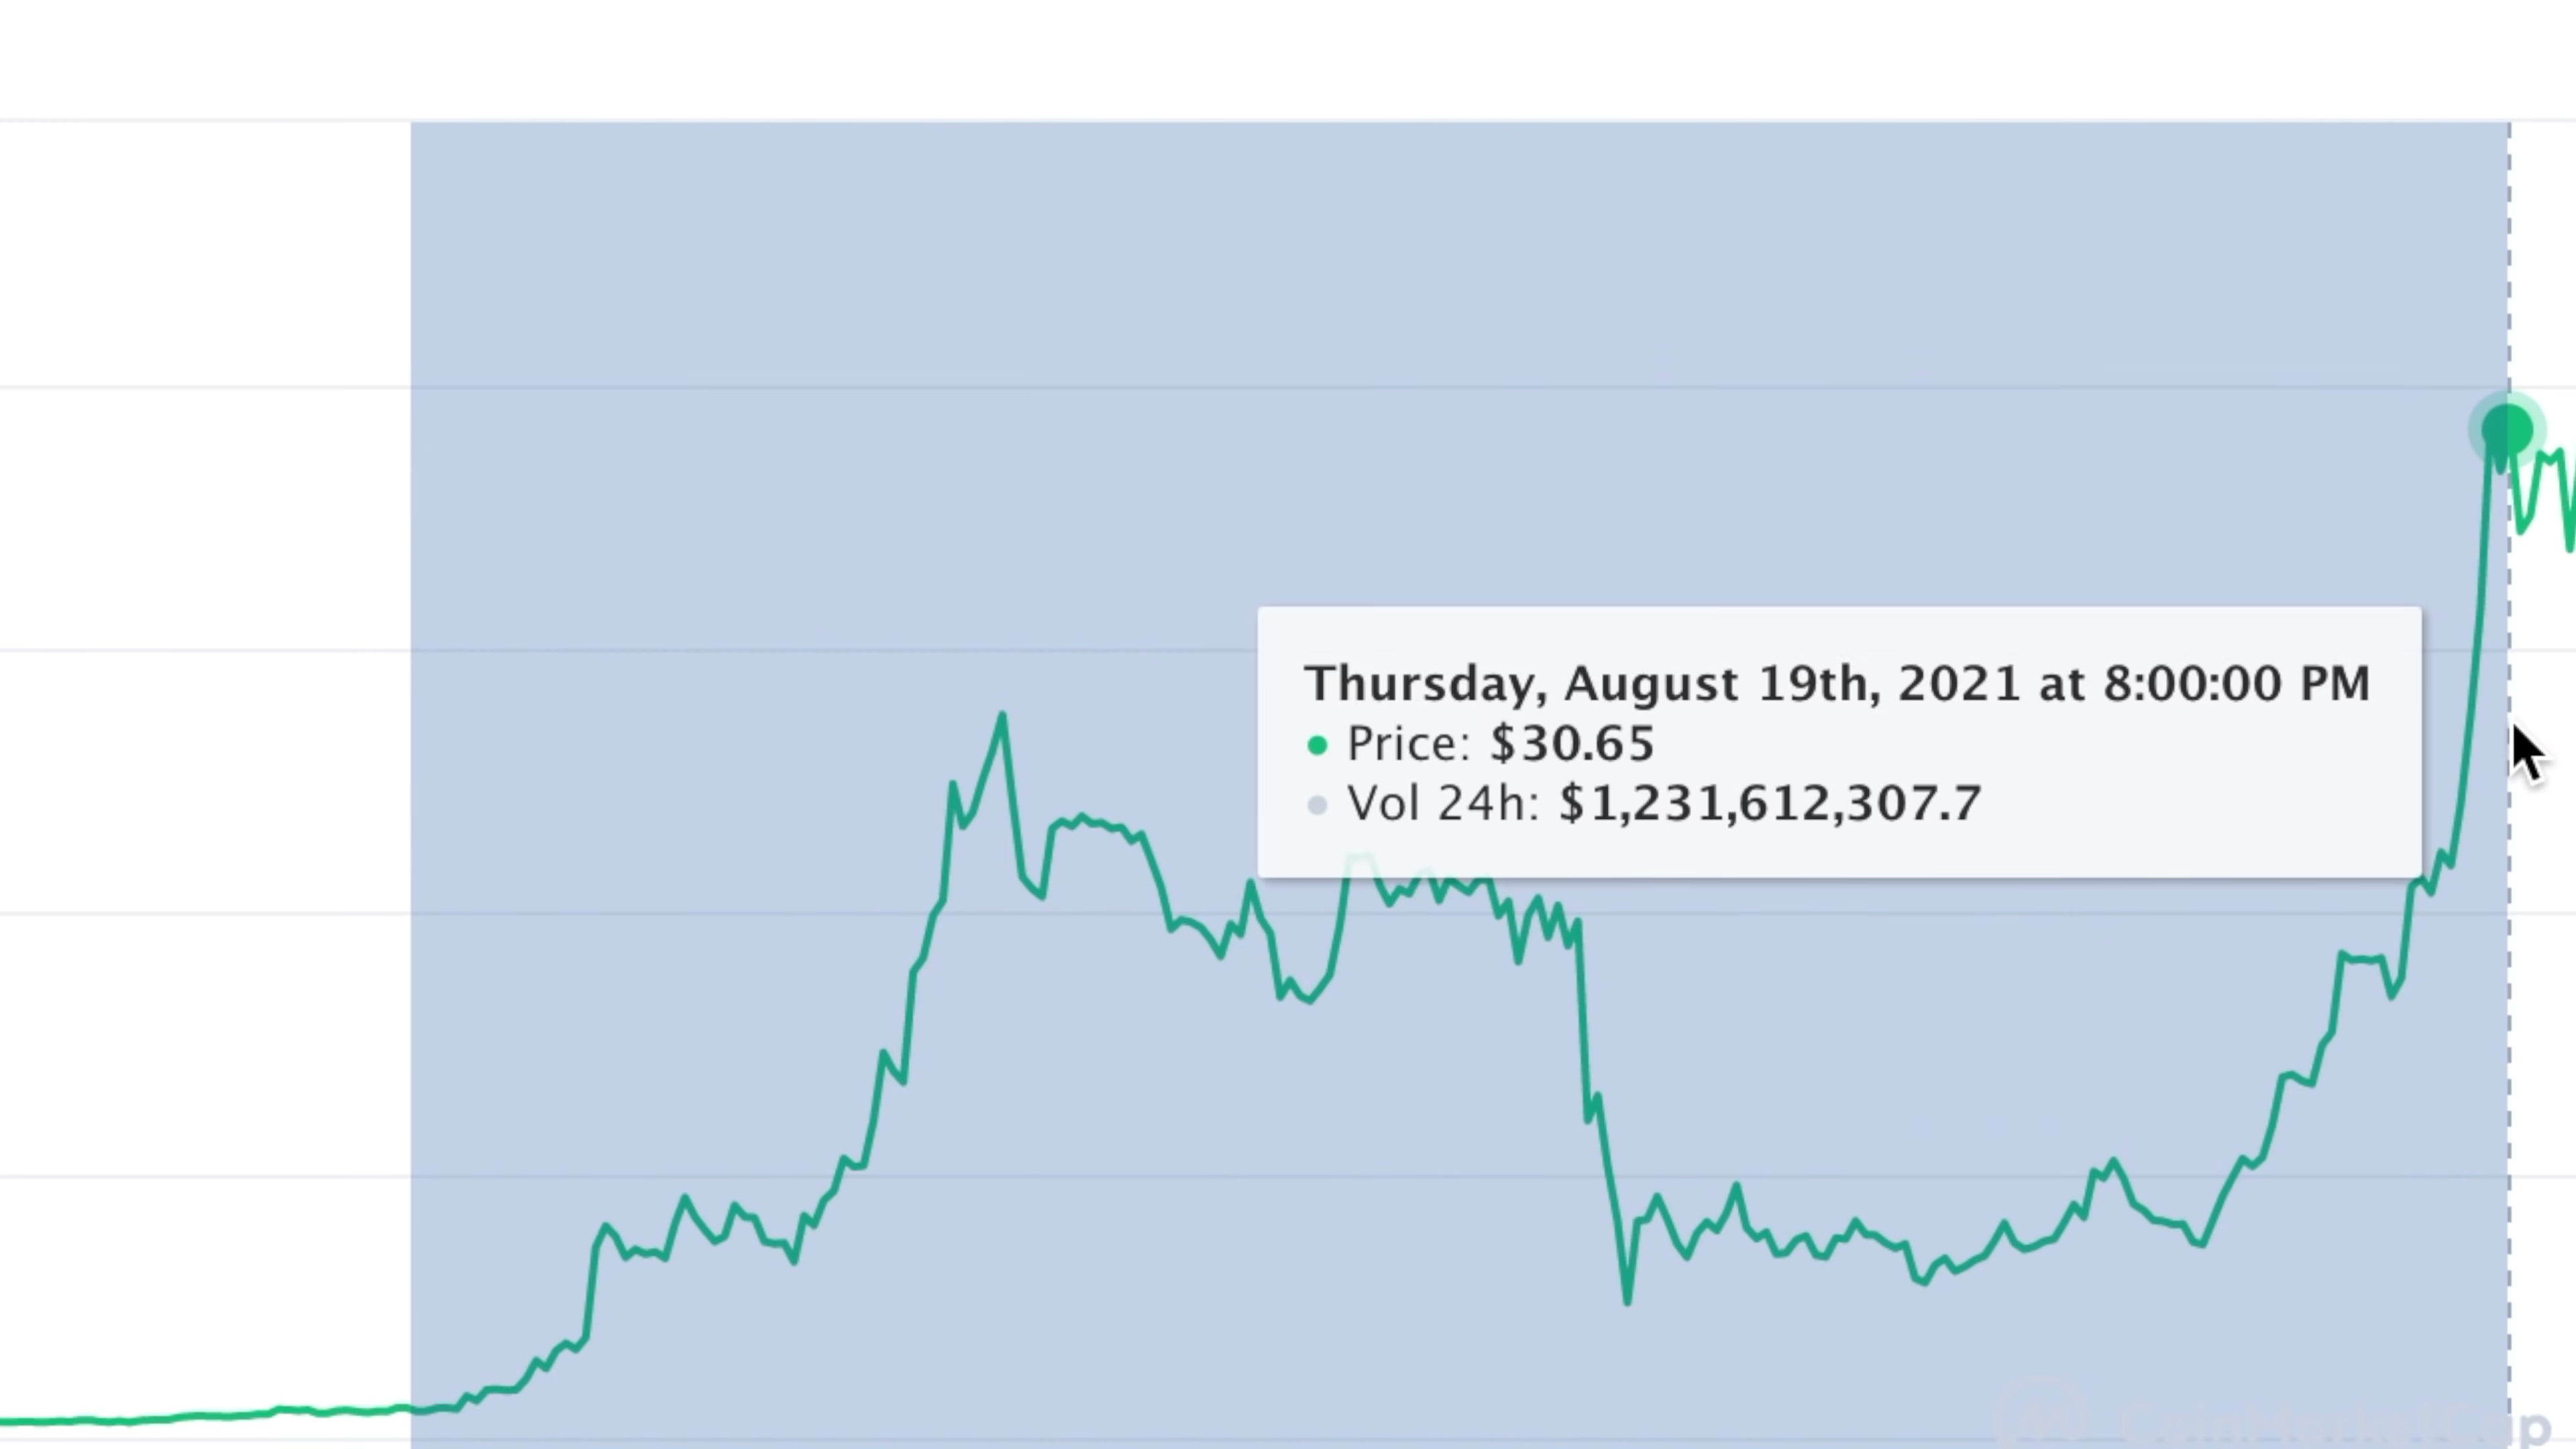 Thursday, August 19th, 2021 at 8:00:00 PM
Price: $30.65
Vol 24h: $1,231,612,307.7